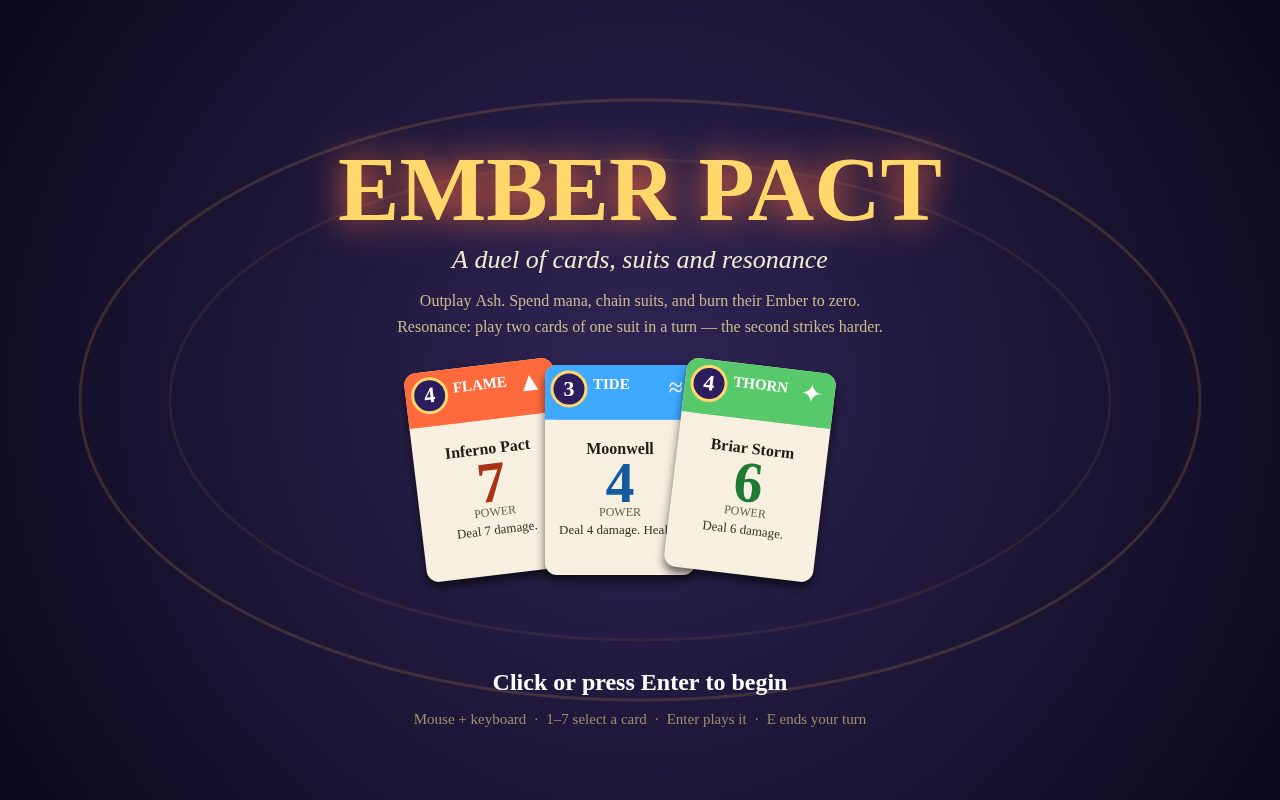 EMBER PACT
A duel of cards, suits and resonance
Outplay Ash. Spend mana, chain suits, and burn their Ember to zero.
Resonance: play two cards of one suit in a turn — the second strikes harder.
4 FLAME ▲
Inferno Pact
7
POWER
Deal 7 damage.
3 TIDE ≈
Moonwell
4
POWER
Deal 4 damage. Heal
4 THORN ✦
Briar Storm
6
POWER
Deal 6 damage.
Click or press Enter to begin
Mouse + keyboard · 1–7 select a card · Enter plays it · E ends your turn